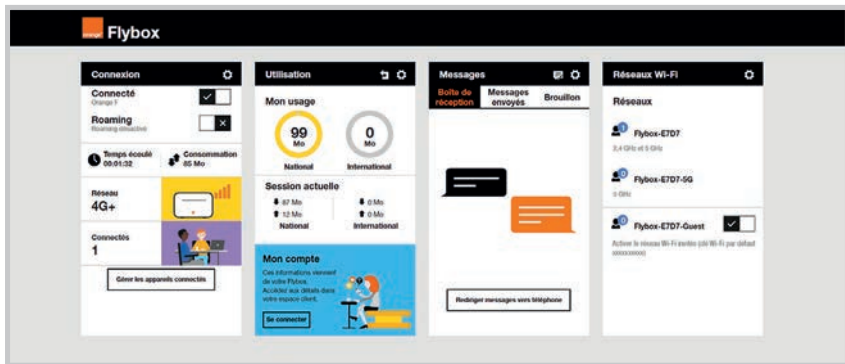 orange
Flybox
Connexion
Connecté
Orange F
Roaming
Roaming désactivé
Temps écoulé
00:01:32
Consommation
85 Mo
Réseau
4G+
Connectés
1
Gérer les appareils connectés
Utilisation
Mon usage
99
Mo
National
0
Mo
International
Session actuelle
87 Mo
12 Mo
National
0 Mo
0 Mo
International
Mon compte
Ces informations viennent
de votre Flybox.
Accédez aux détails dans
votre espace client.
Se connecter
Messages
Boîte de
réception
Messages
envoyés
Brouillon
Rediriger messages vers téléphone
Réseaux Wi-Fi
Réseaux
1
Flybox-E7D7
2,4 GHz et 5 GHz
0
Flybox-E7D7-5G
5 GHz
0
Flybox-E7D7-Guest
Activer le réseau Wi-Fi invités (clé Wi-Fi par défaut